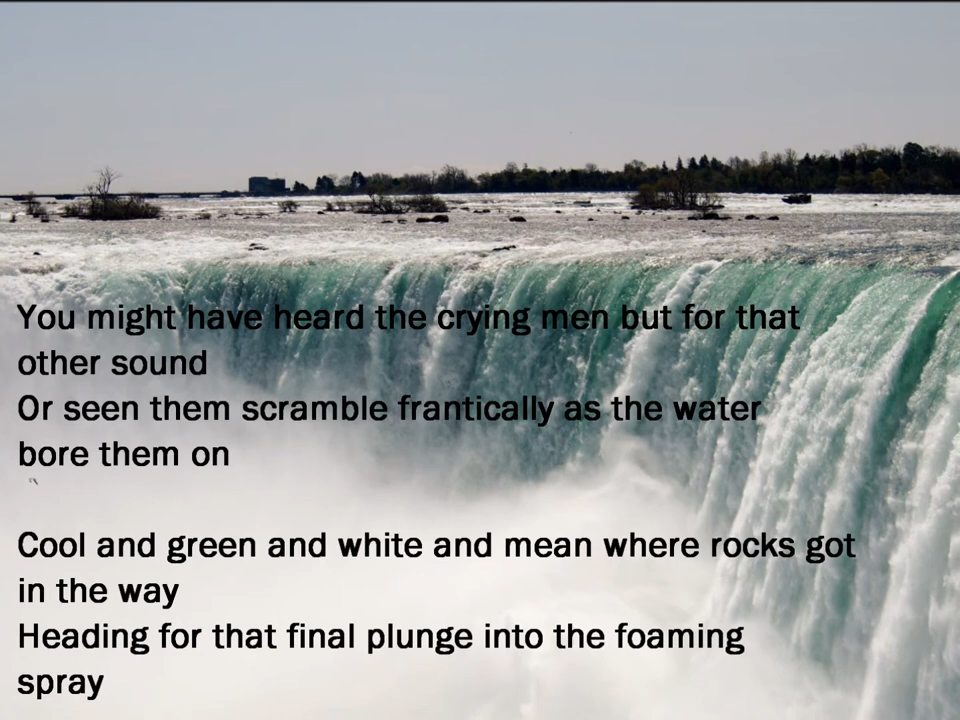 You might have heard the crying men but for that
other sound
Or seen them scramble frantically as the water
bore them on
Cool and green and white and mean where rocks got
in the way
Heading for that final plunge into the foaming
spray